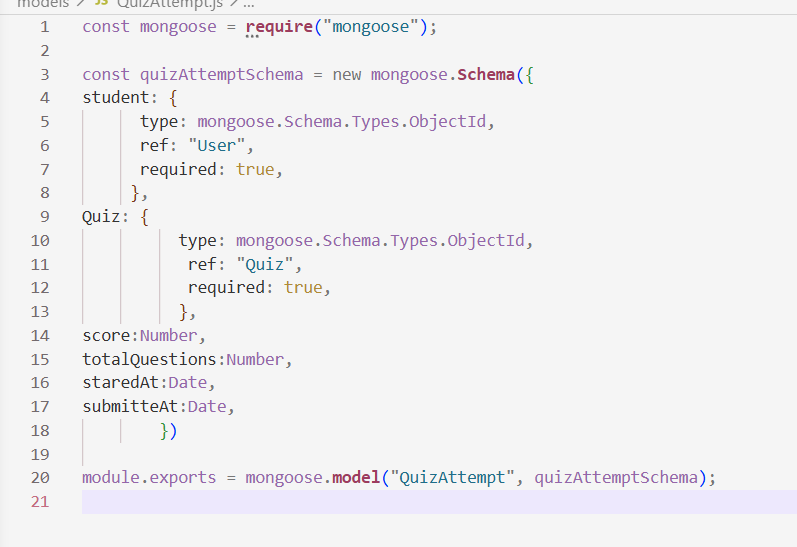 models > JS QuizAttempt.js > ...
1 const mongoose = require("mongoose");
2
3 const quizAttemptSchema = new mongoose.Schema({
4 student: {
5 type: mongoose.Schema.Types.ObjectId,
6 ref: "User",
7 required: true,
8 },
9 Quiz: {
10 type: mongoose.Schema.Types.ObjectId,
11 ref: "Quiz",
12 required: true,
13 },
14 score:Number,
15 totalQuestions:Number,
16 staredAt:Date,
17 submitteAt:Date,
18 })
19
20 module.exports = mongoose.model("QuizAttempt", quizAttemptSchema);
21